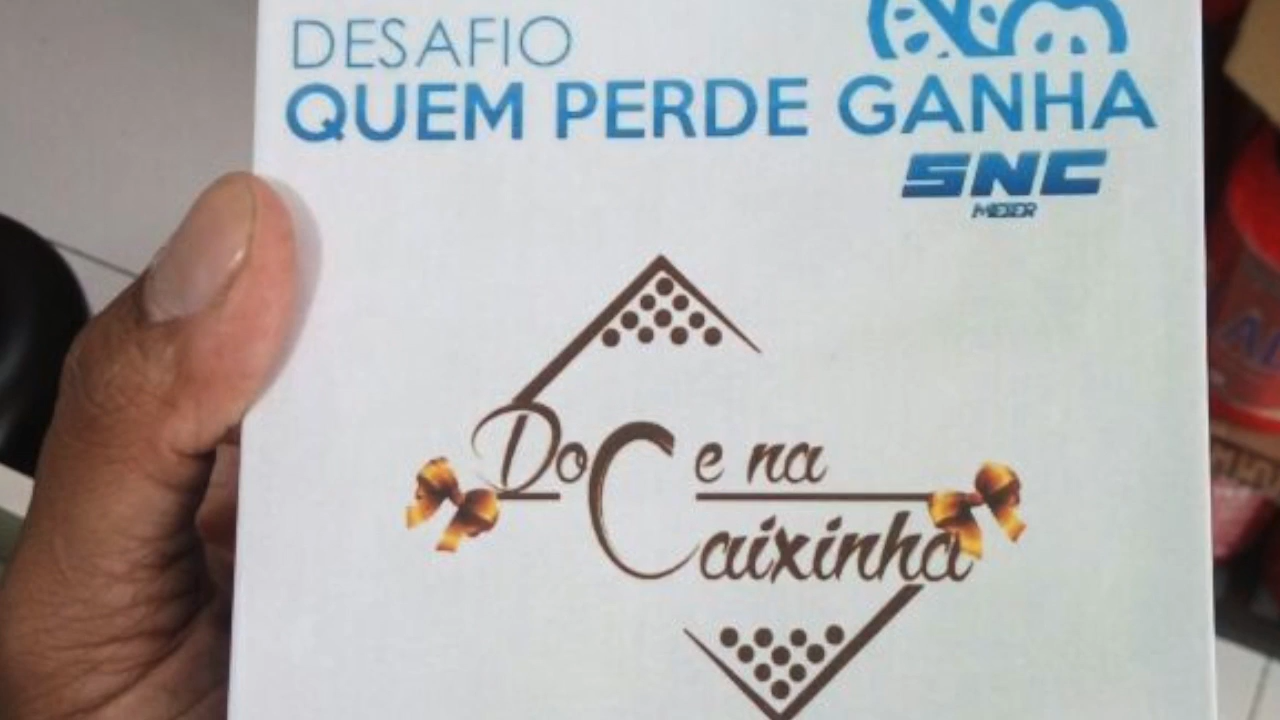 DESAFIO
QUEM PERDE GANHA
SNC
MEIER
Doce na
Caixinha